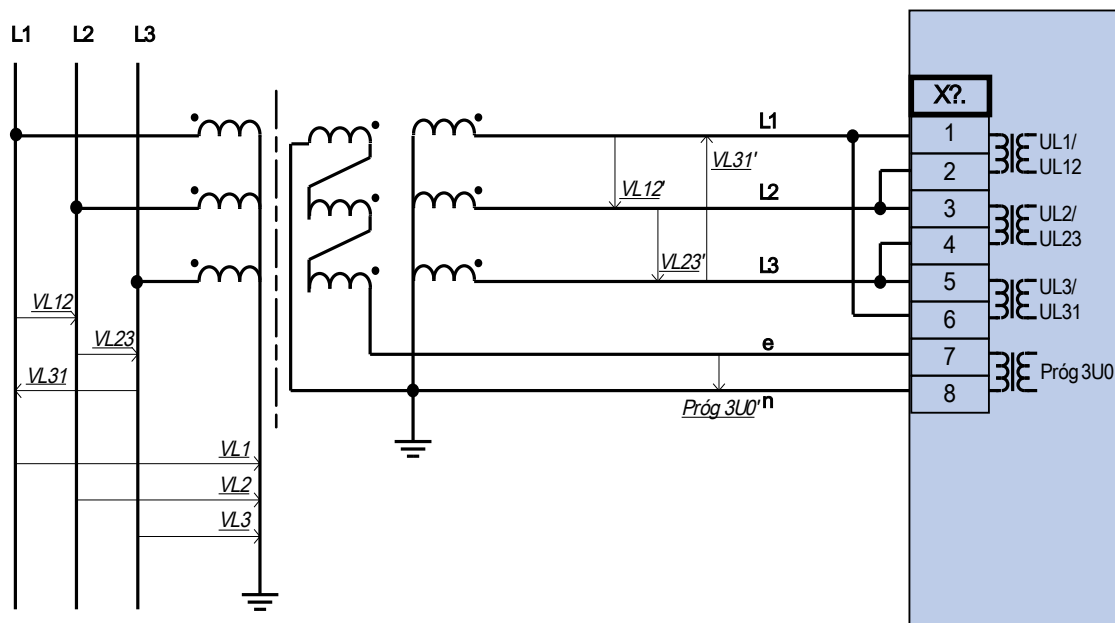 L1 L2 L3
X?.
L1
1
UL1/
UL12
VL31'
2
VL12'
L2
3
UL2/
UL23
4
VL23'
L3
5
UL3/
UL31
6
VL12
VL23
e
7
Próg 3U0
VL31
8
Próg 3U0' n
VL1
VL2
VL3